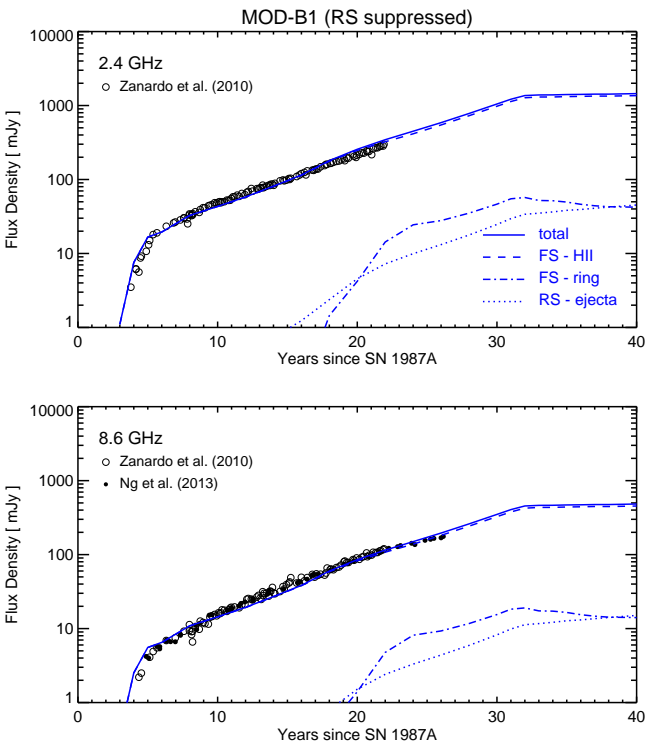 MOD-B1 (RS suppressed)
10000
1000
100
10
1
Flux Density [ mJy ]
2.4 GHz
Zanardo et al. (2010)
total
FS - HII
FS - ring
RS - ejecta
0 10 20 30 40
Years since SN 1987A
10000
1000
100
10
1
Flux Density [ mJy ]
8.6 GHz
Zanardo et al. (2010)
Ng et al. (2013)
0 10 20 30 40
Years since SN 1987A